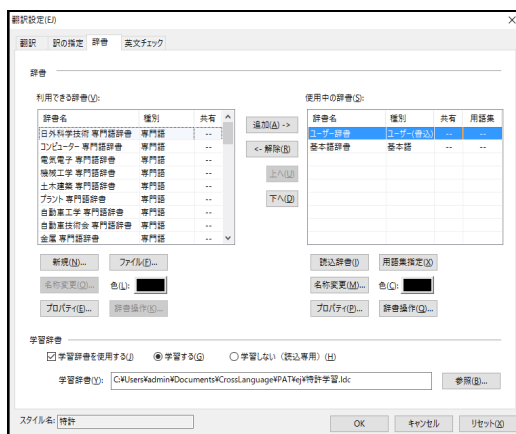 翻訳設定(EJ)
翻訳 訳の指定 辞書 英文チェック
辞書
利用できる辞書(V):
辞書名 種別 共有
日外科学技術 専門語辞書 専門語 --
コンピューター 専門語辞書 専門語 --
電気電子 専門語辞書 専門語 --
機械工学 専門語辞書 専門語 --
土木建築 専門語辞書 専門語 --
プラント 専門語辞書 専門語 --
自動車工学 専門語辞書 専門語 --
自動車技術会 専門語辞書 専門語 --
金属 専門語辞書 専門語 --
追加(A) ->
<- 解除(R)
上へ(U)
下へ(D)
使用中の辞書(S):
辞書名 種別 共有 用語集
ユーザー辞書 ユーザー(書込) -- --
基本語辞書 基本語 -- --
新規(N)... ファイル(F)...
名称変更(O)... 色(L):
プロパティ(E)... 辞書操作(K)...
読込辞書(I) 用語集指定(X)
名称変更(M)... 色(C):
プロパティ(P)... 辞書操作(Q)...
学習辞書
学習辞書を使用する(J) 学習する(G) 学習しない（読込専用）(H)
学習辞書(Y): C:¥Users¥admin¥Documents¥CrossLanguage¥PAT¥ej¥特許学習.ldc 参照(B)...
スタイル名: 特許 OK キャンセル リセット(X)